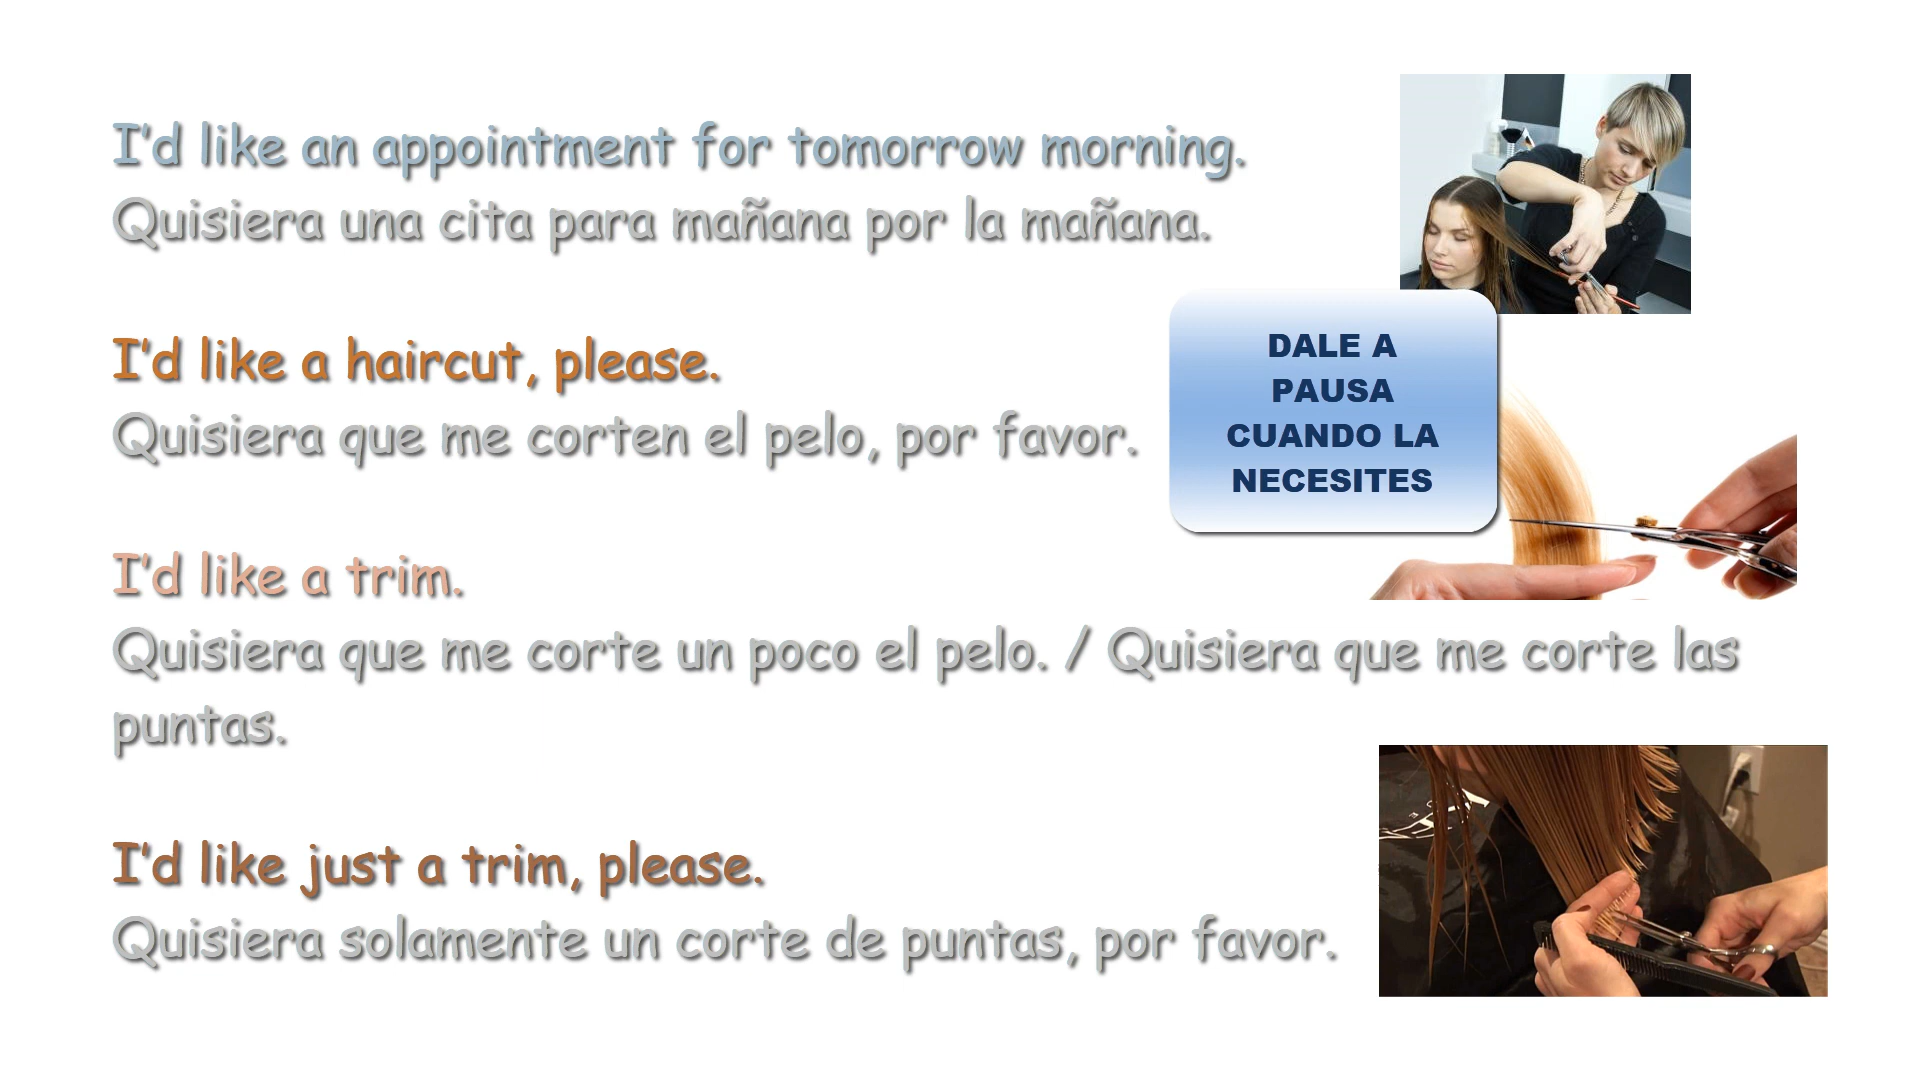 I'd like an appointment for tomorrow morning.
Quisiera una cita para mañana por la mañana.
I'd like a haircut, please.
Quisiera que me corten el pelo, por favor.
DALE A
PAUSA
CUANDO LA
NECESITES
I'd like a trim.
Quisiera que me corte un poco el pelo. / Quisiera que me corte las
puntas.
I'd like just a trim, please.
Quisiera solamente un corte de puntas, por favor.